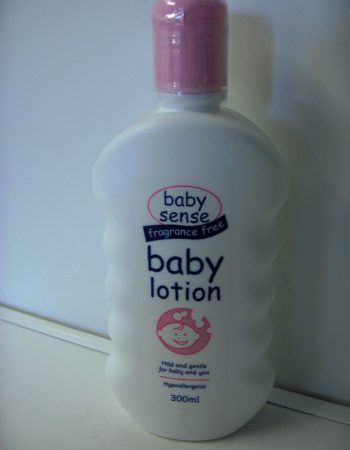 baby
sense
fragrance free
baby
lotion
Mild and gentle
for baby and you
Hypoallergenic
300ml